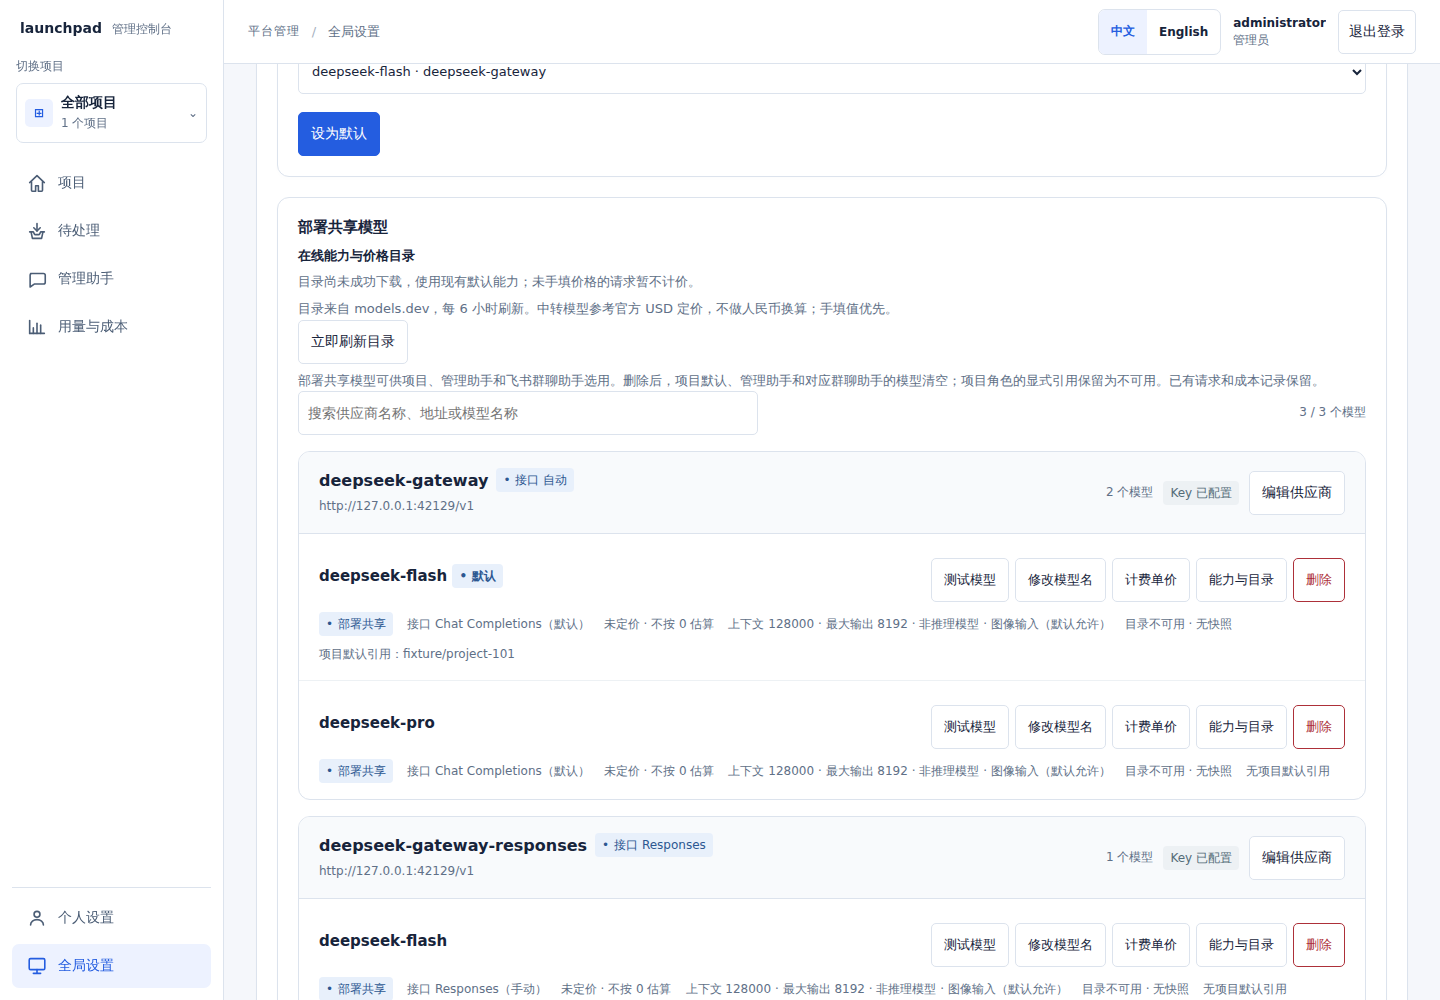 launchpad 管理控制台
切换项目
全部项目
1 个项目
项目
待处理
管理助手
用量与成本
个人设置
全局设置
平台管理 / 全局设置
中文 English
administrator
管理员
退出登录
deepseek-flash · deepseek-gateway
设为默认
部署共享模型
在线能力与价格目录
目录尚未成功下载，使用现有默认能力；未手填价格的请求暂不计价。
目录来自 models.dev，每 6 小时刷新。中转模型参考官方 USD 定价，不做人民币换算；手填值优先。
立即刷新目录
部署共享模型可供项目、管理助手和飞书群聊助手选用。删除后，项目默认、管理助手和对应群聊助手的模型清空；项目角色的显式引用保留为不可用。已有请求和成本记录保留。
搜索供应商名称、地址或模型名称
3 / 3 个模型
deepseek-gateway • 接口 自动
http://127.0.0.1:42129/v1
2 个模型 Key 已配置 编辑供应商
deepseek-flash • 默认
测试模型 修改模型名 计费单价 能力与目录 删除
• 部署共享 接口 Chat Completions（默认） 未定价 · 不按 0 估算 上下文 128000 · 最大输出 8192 · 非推理模型 · 图像输入（默认允许） 目录不可用 · 无快照
项目默认引用：fixture/project-101
deepseek-pro
测试模型 修改模型名 计费单价 能力与目录 删除
• 部署共享 接口 Chat Completions（默认） 未定价 · 不按 0 估算 上下文 128000 · 最大输出 8192 · 非推理模型 · 图像输入（默认允许） 目录不可用 · 无快照 无项目默认引用
deepseek-gateway-responses • 接口 Responses
http://127.0.0.1:42129/v1
1 个模型 Key 已配置 编辑供应商
deepseek-flash
测试模型 修改模型名 计费单价 能力与目录 删除
• 部署共享 接口 Responses（手动） 未定价 · 不按 0 估算 上下文 128000 · 最大输出 8192 · 非推理模型 · 图像输入（默认允许） 目录不可用 · 无快照 无项目默认引用